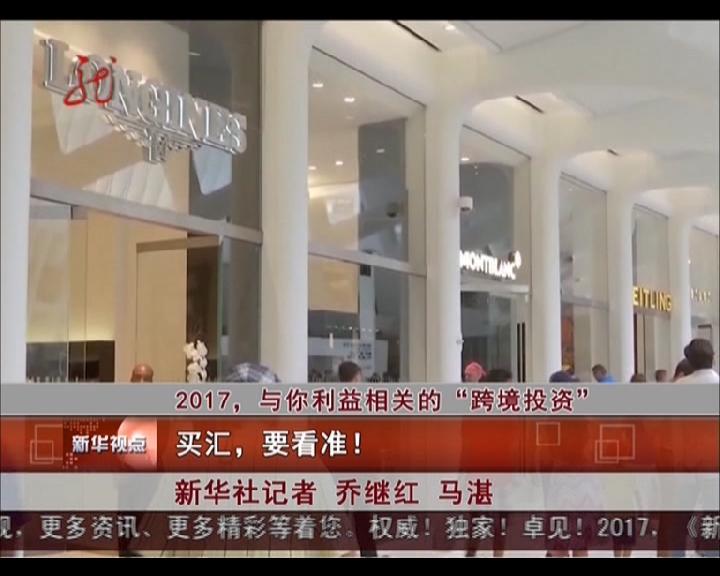 LONGINES
龙
MONTBLANC
EITLING
2017，与你利益相关的“跨境投资”
新华视点
买汇，要看准！
新华社记者 乔继红 马湛
观，更多资讯、更多精彩等着您。权威！独家！卓见！2017，《新